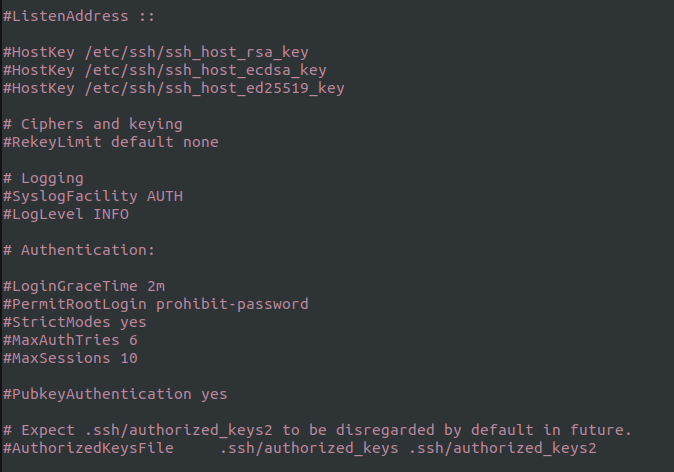 #ListenAddress ::
#HostKey /etc/ssh/ssh_host_rsa_key
#HostKey /etc/ssh/ssh_host_ecdsa_key
#HostKey /etc/ssh/ssh_host_ed25519_key
# Ciphers and keying
#RekeyLimit default none
# Logging
#SyslogFacility AUTH
#LogLevel INFO
# Authentication:
#LoginGraceTime 2m
#PermitRootLogin prohibit-password
#StrictModes yes
#MaxAuthTries 6
#MaxSessions 10
#PubkeyAuthentication yes
# Expect .ssh/authorized_keys2 to be disregarded by default in future.
#AuthorizedKeysFile     .ssh/authorized_keys .ssh/authorized_keys2